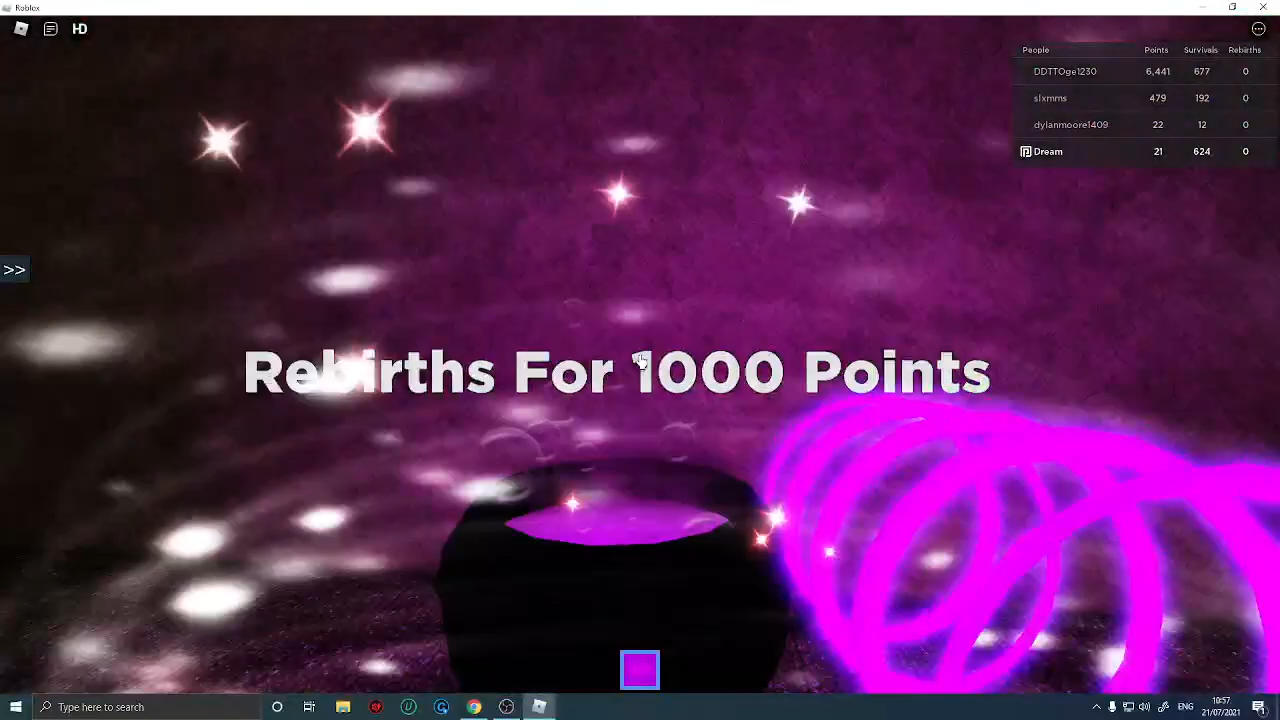 Roblox
HD
People Points Survivals Rebirths
DDTTOge1230 6,441 677 0
slxmms 479 192 0
dylanmoore1409 22 12 0
Dream 21 624 0
>>
Rebirths For 1000 Points
Type here to search
ENG
10:57
21/07/2021